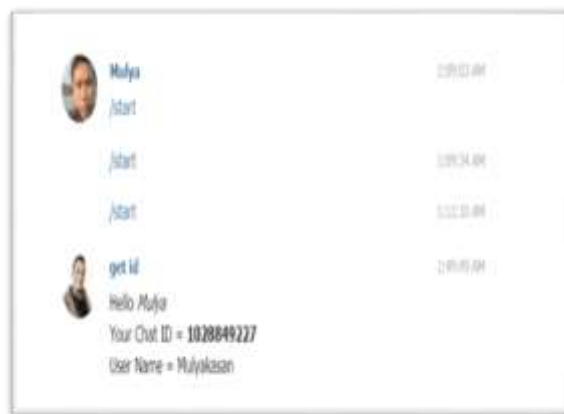 Mulya
/start
/start
/start
get id
Hello Mulya
Your Chat ID = 1028849227
User Name = Mulyakasan